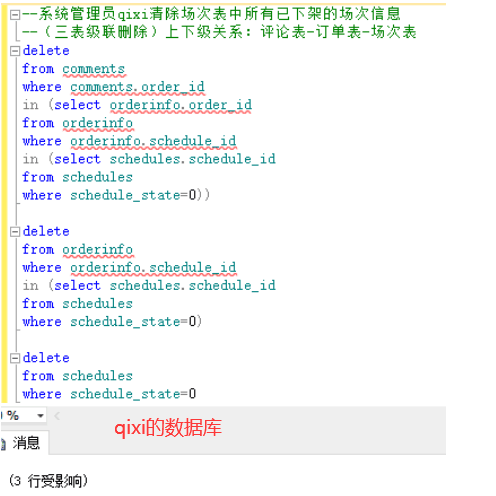 --系统管理员qixi清除场次表中所有已下架的场次信息
--（三表级联删除）上下级关系：评论表-订单表-场次表
delete
from comments
where comments.order_id
in (select orderinfo.order_id
from orderinfo
where orderinfo.schedule_id
in (select schedules.schedule_id
from schedules
where schedule_state=0))
delete
from orderinfo
where orderinfo.schedule_id
in (select schedules.schedule_id
from schedules
where schedule_state=0)
delete
from schedules
where schedule_state=0
%
qixi的数据库
消息
(3 行受影响)